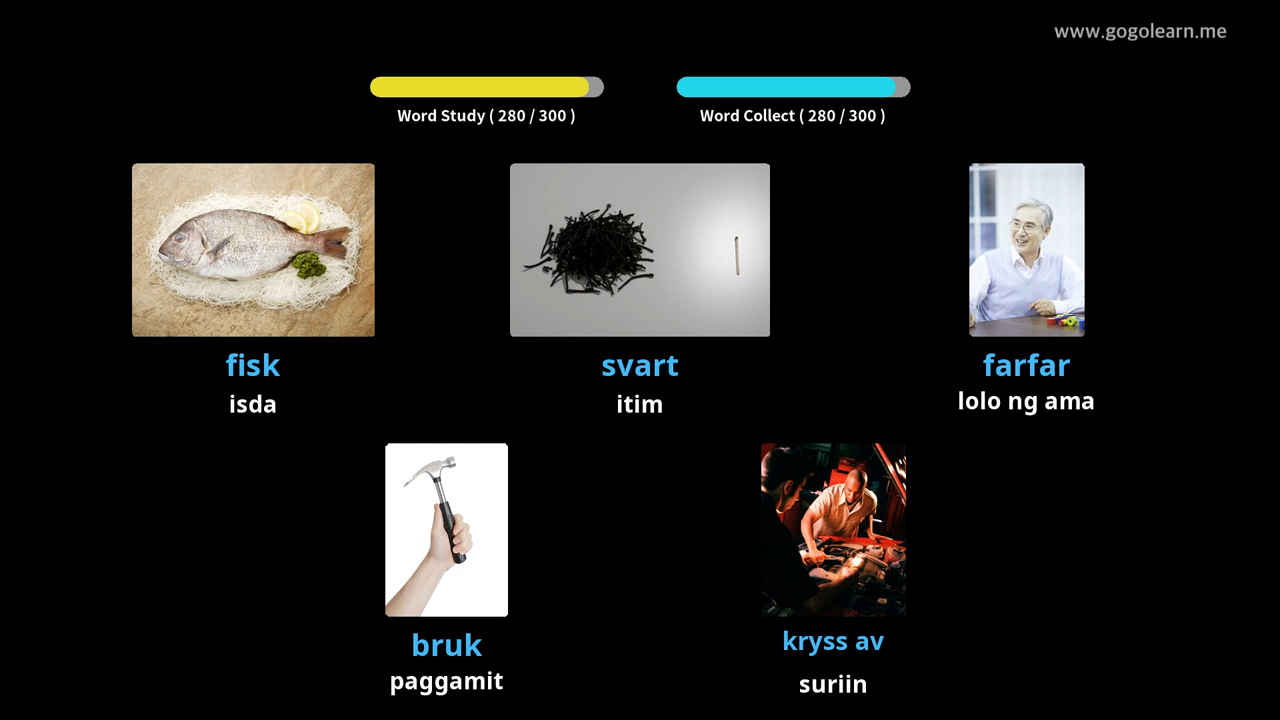 www.gogolearn.me
Word Study ( 280 / 300 )
Word Collect ( 280 / 300 )
fisk
isda
svart
itim
farfar
lolo ng ama
bruk
paggamit
kryss av
suriin